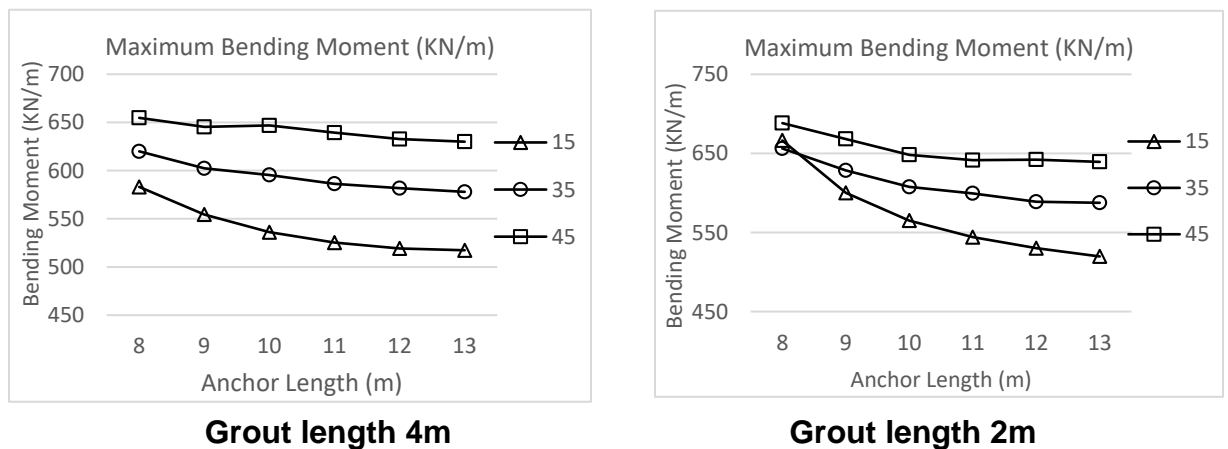 Maximum Bending Moment (KN/m)
Bending Moment (KN/m)
700
650
600
550
500
450
8 9 10 11 12 13
Anchor Length (m)
15
35
45
Grout length 4m
Maximum Bending Moment (KN/m)
Bending Moment (KN/m)
750
650
550
450
8 9 10 11 12 13
Anchor Length (m)
15
35
45
Grout length 2m